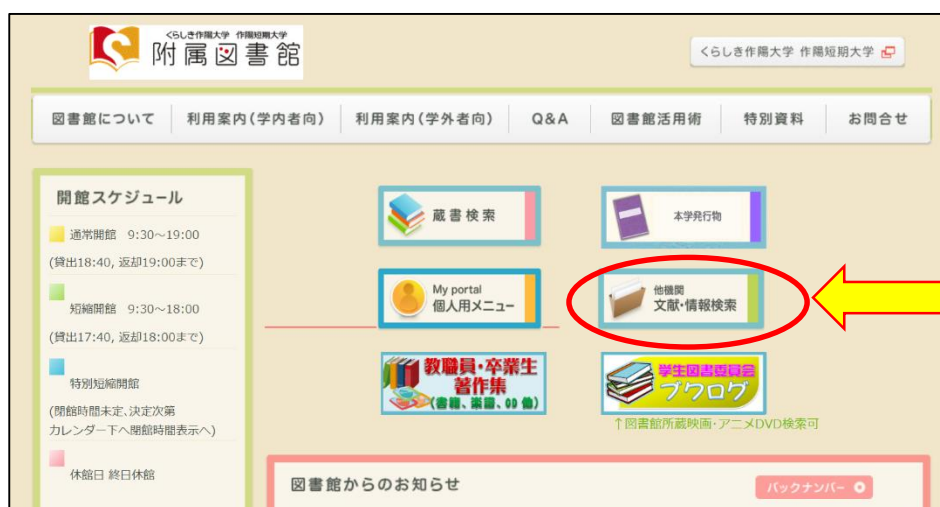 くらしき作陽大学 作陽短期大学
附属図書館
くらしき作陽大学 作陽短期大学
図書館について
利用案内(学内者向)
利用案内(学外者向)
Q&A
図書館活用術
特別資料
お問合せ
開館スケジュール
通常開館 9:30～19:00
(貸出18:40, 返却19:00まで)
短縮開館 9:30～18:00
(貸出17:40, 返却18:00まで)
特別短縮開館
(閉館時間未定、決定次第
カレンダー下へ閉館時間表示へ)
休館日 終日休館
蔵書検索
本学発行物
My portal
個人用メニュー
他機関
文献・情報検索
教職員・卒業生
著作集
(書籍、楽譜、CD 他)
学生図書委員会
ブクログ
↑図書館所蔵映画・アニメDVD検索可
図書館からのお知らせ
バックナンバー